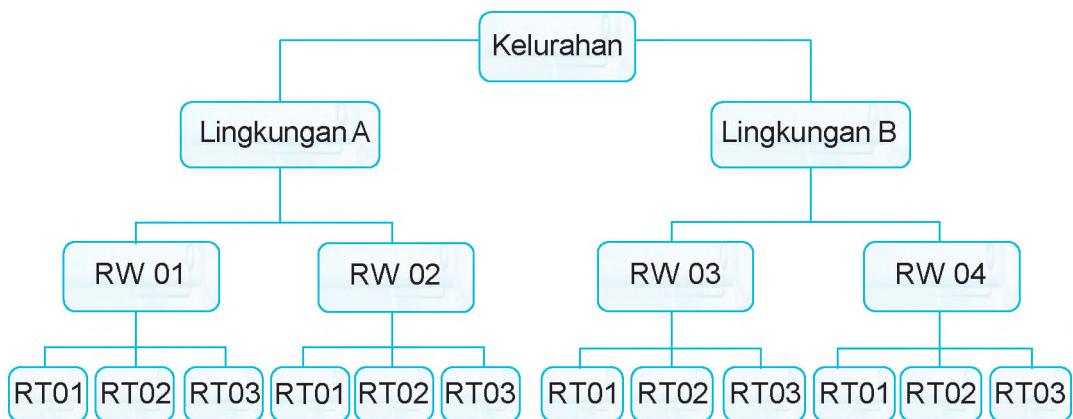 Kelurahan
Lingkungan A
Lingkungan B
RW 01
RW 02
RW 03
RW 04
RT01
RT02
RT03
RT01
RT02
RT03
RT01
RT02
RT03
RT01
RT02
RT03